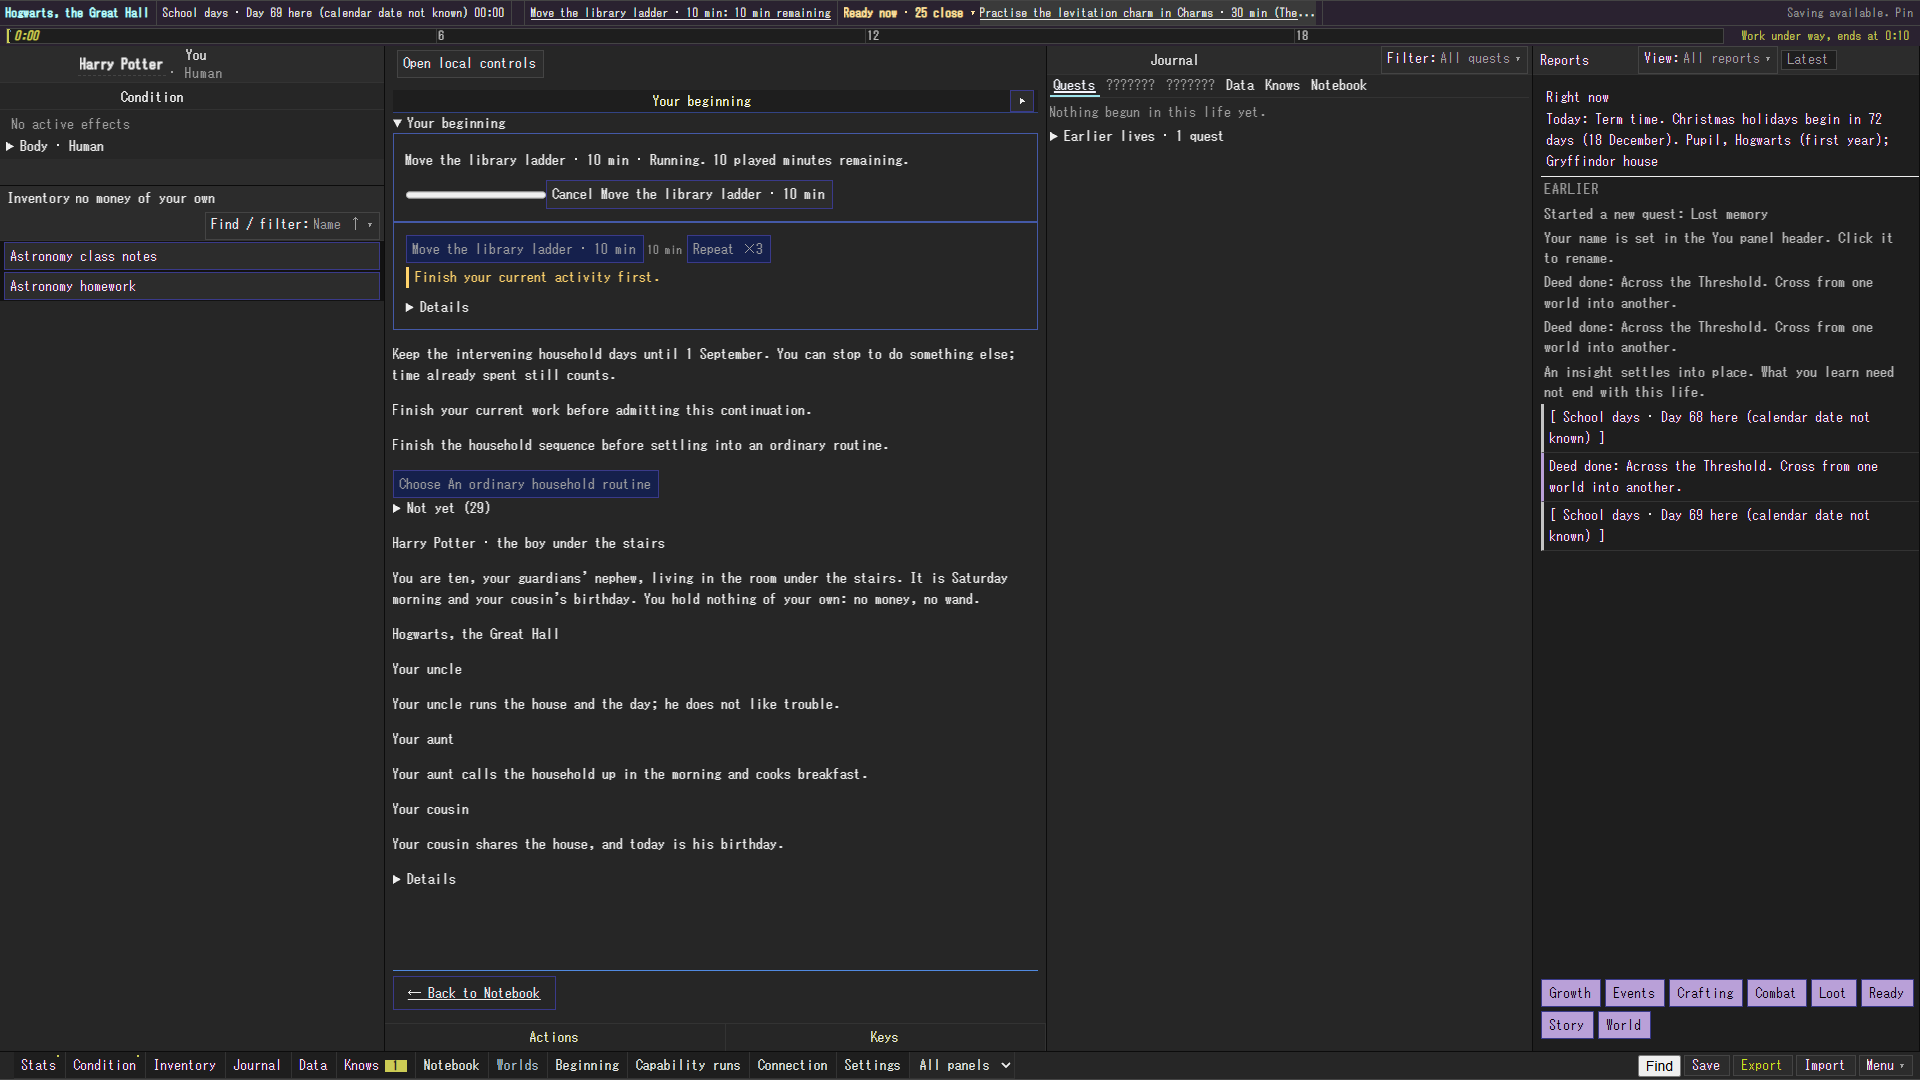 Hogwarts, the Great Hall
School days · Day 69 here (calendar date not known) 00:00
Move the library ladder · 10 min: 10 min remaining
Ready now · 25 close ▾
Practise the levitation charm in Charms · 30 min (The...
Saving available. Pin
[ 0:00
6
12
18
Work under way, ends at 0:10
Harry Potter · You
Human
Condition
No active effects
▶ Body · Human
Inventory no money of your own
Find / filter: Name ↑ ▾
Astronomy class notes
Astronomy homework
Open local controls
Your beginning
▶
▼ Your beginning
Move the library ladder · 10 min · Running. 10 played minutes remaining.
Cancel Move the library ladder · 10 min
Move the library ladder · 10 min 10 min Repeat ×3
Finish your current activity first.
▶ Details
Keep the intervening household days until 1 September. You can stop to do something else;
time already spent still counts.
Finish your current work before admitting this continuation.
Finish the household sequence before settling into an ordinary routine.
Choose An ordinary household routine
▶ Not yet (29)
Harry Potter · the boy under the stairs
You are ten, your guardians’ nephew, living in the room under the stairs. It is Saturday
morning and your cousin’s birthday. You hold nothing of your own: no money, no wand.
Hogwarts, the Great Hall
Your uncle
Your uncle runs the house and the day; he does not like trouble.
Your aunt
Your aunt calls the household up in the morning and cooks breakfast.
Your cousin
Your cousin shares the house, and today is his birthday.
▶ Details
← Back to Notebook
Actions
Keys
Journal
Filter: All quests ▾
Quests ??????? ??????? Data Knows Notebook
Nothing begun in this life yet.
▶ Earlier lives · 1 quest
Reports
View: All reports ▾
Latest
Right now
Today: Term time. Christmas holidays begin in 72
days (18 December). Pupil, Hogwarts (first year);
Gryffindor house
EARLIER
Started a new quest: Lost memory
Your name is set in the You panel header. Click it
to rename.
Deed done: Across the Threshold. Cross from one
world into another.
Deed done: Across the Threshold. Cross from one
world into another.
An insight settles into place. What you learn need
not end with this life.
[ School days · Day 68 here (calendar date not
known) ]
Deed done: Across the Threshold. Cross from one
world into another.
[ School days · Day 69 here (calendar date not
known) ]
Growth Events Crafting Combat Loot Ready
Story World
Stats Condition Inventory Journal Data Knows 1 Notebook Worlds Beginning Capability runs Connection Settings All panels
Find Save Export Import Menu ▾